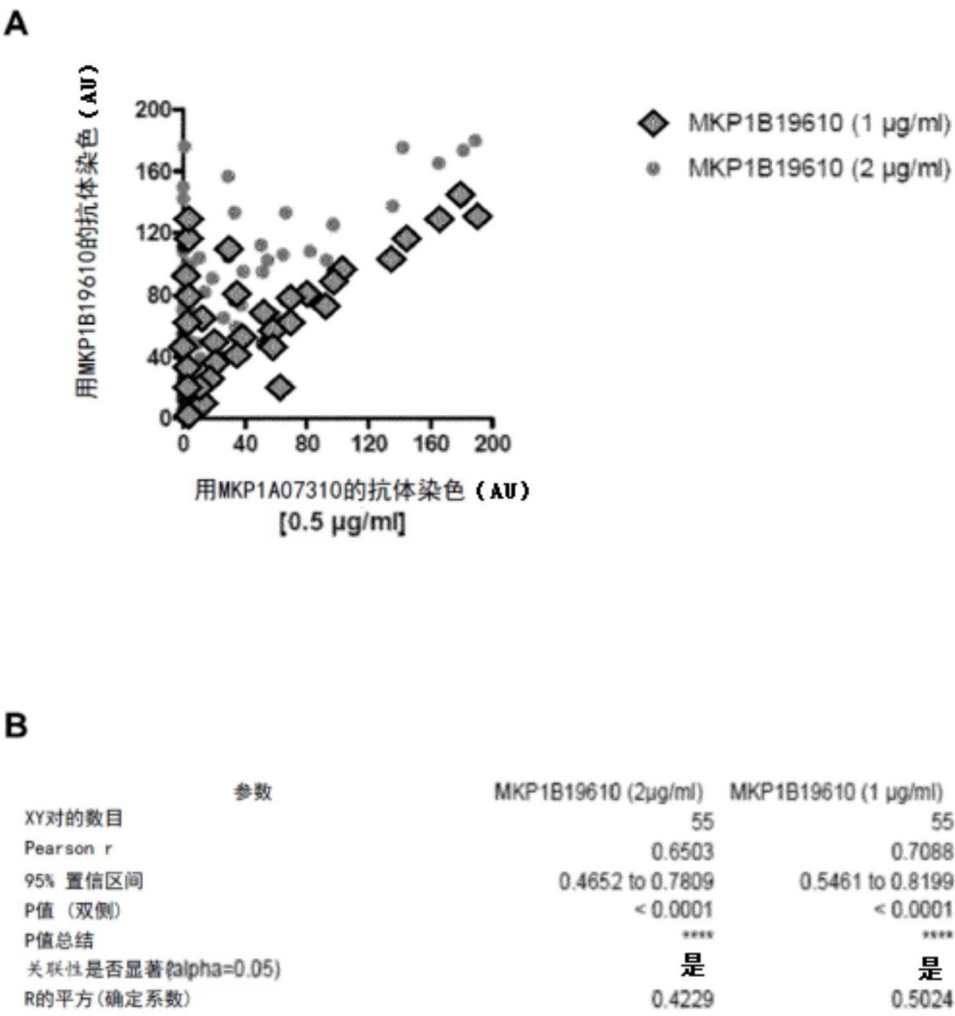 A
用MKP1B19610的抗体染色 (AU)
200
160
120
80
40
0
0 40 80 120 160 200
用MKP1A07310的抗体染色 (AU)
[0.5 µg/ml]
MKP1B19610 (1 µg/ml)
MKP1B19610 (2 µg/ml)
B
参数 MKP1B19610 (2µg/ml) MKP1B19610 (1 µg/ml)
XY对的数目 55 55
Pearson r 0.6503 0.7088
95% 置信区间 0.4652 to 0.7809 0.5461 to 0.8199
P值 (双侧) < 0.0001 < 0.0001
P值总结 **** ****
关联性是否显著?(alpha=0.05) 是 是
R的平方(确定系数) 0.4229 0.5024